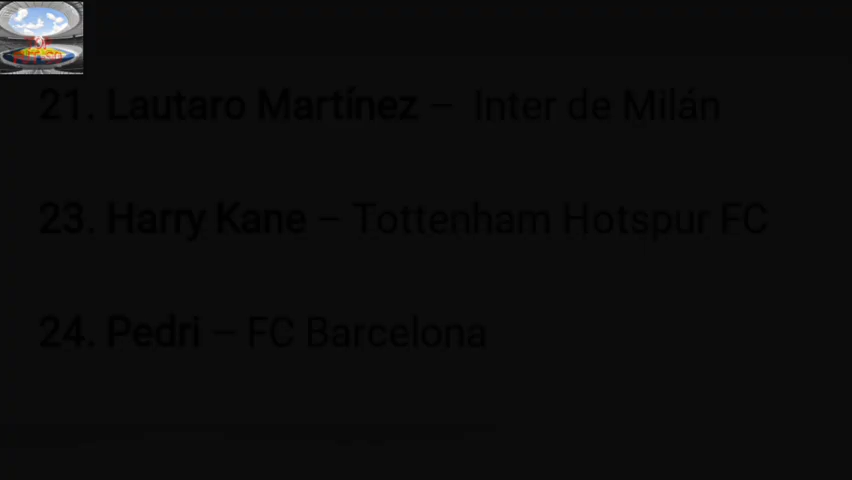 21. Lautaro Martínez – Inter de Milán
23. Harry Kane – Tottenham Hotspur FC
24. Pedri – FC Barcelona